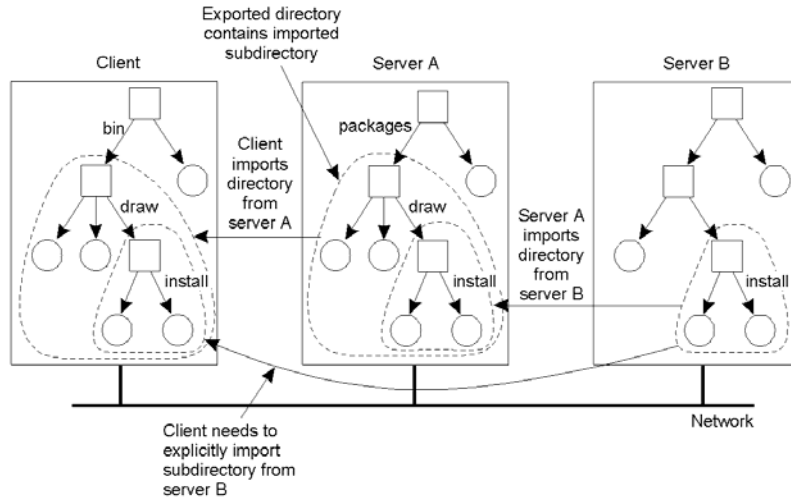 Exported directory
contains imported
subdirectory
Client
Server A
Server B
bin
packages
Client
imports
directory
from
server A
draw
draw
Server A
imports
directory
from
server B
install
install
install
Network
Client needs to
explicitly import
subdirectory from
server B